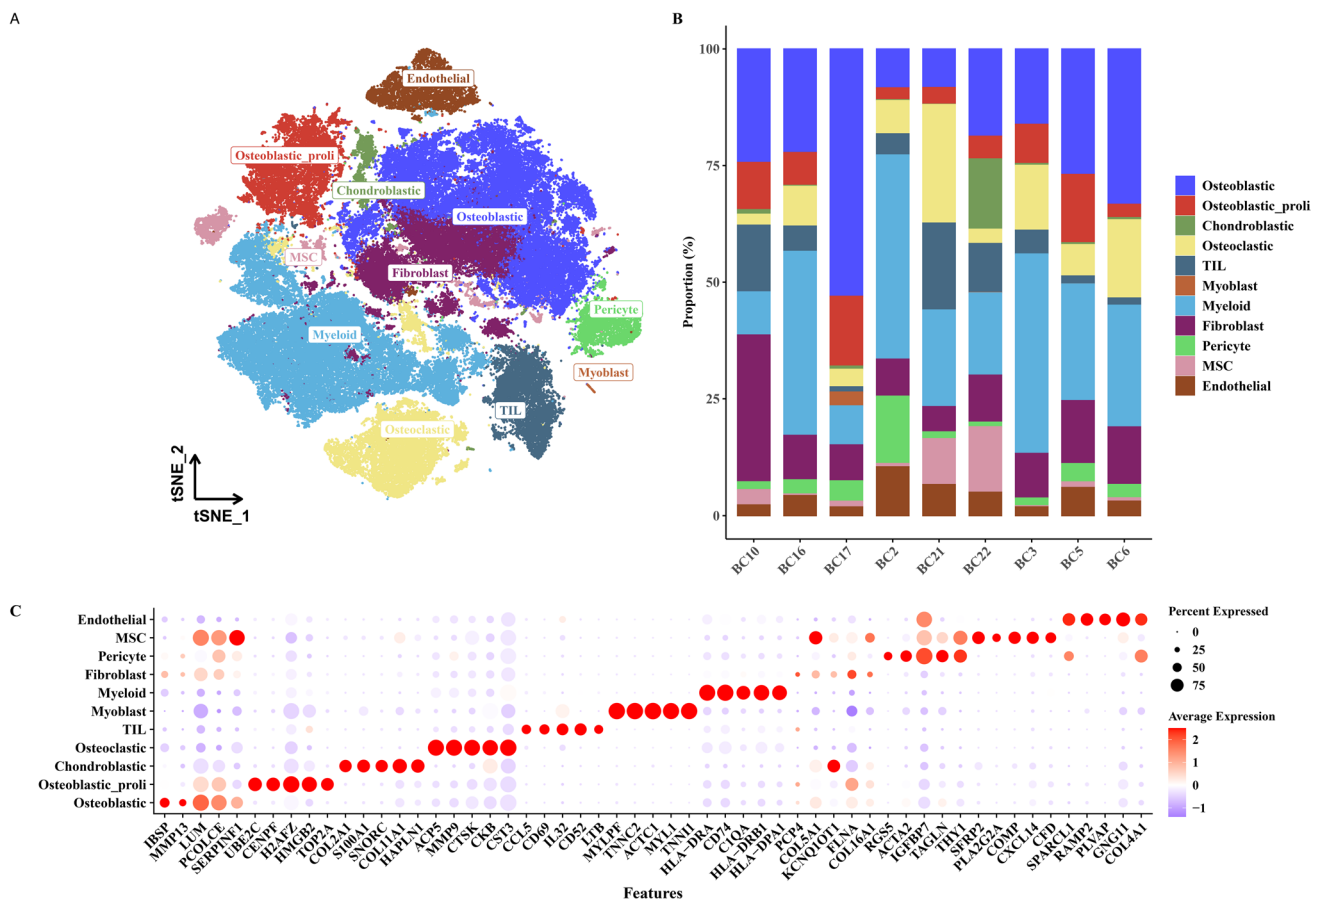 A
Endothelial
Osteoblastic_proli
Chondroblastic
Osteoblastic
MSC
Fibroblast
Pericyte
Myeloid
Myoblast
TIL
Osteoclastic
tSNE_2
tSNE_1
B
Proportion (%)
100
75
50
25
0
BC10
BC16
BC17
BC2
BC21
BC22
BC3
BC5
BC6
Osteoblastic
Osteoblastic_proli
Chondroblastic
Osteoclastic
TIL
Myoblast
Myeloid
Fibroblast
Pericyte
MSC
Endothelial
C
Endothelial
MSC
Pericyte
Fibroblast
Myeloid
Myoblast
TIL
Osteoclastic
Chondroblastic
Osteoblastic_proli
Osteoblastic
IBSP
MMP13
LUM
PCOLCE
SERPINF1
UBE2C
CENPF
H2AFZ
HMGB2
TOP2A
COL2A1
S100A1
SNORC
COL11A1
HAPLN1
ACP5
MMP9
CTSK
CKB
CST3
CCL5
CD69
IL32
CD52
LTB
MYLPF
TNNC2
ACTC1
MYL1
TNNI1
HLA−DRA
CD74
C1QA
HLA−DRB1
HLA−DPA1
PCP4
COL5A1
KCNQ1OT1
FLNA
COL16A1
RGS5
ACTA2
IGFBP7
TAGLN
THY1
SFRP2
PLA2G2A
COMP
CXCL14
CFD
SPARCL1
RAMP2
PLVAP
GNG11
COL4A1
Features
Percent Expressed
0
25
50
75
Average Expression
2
1
0
−1